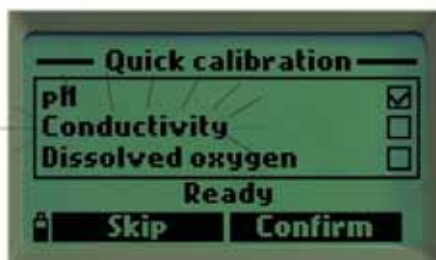 Quick calibration
pH
Conductivity
Dissolved oxygen
Ready
Skip Confirm